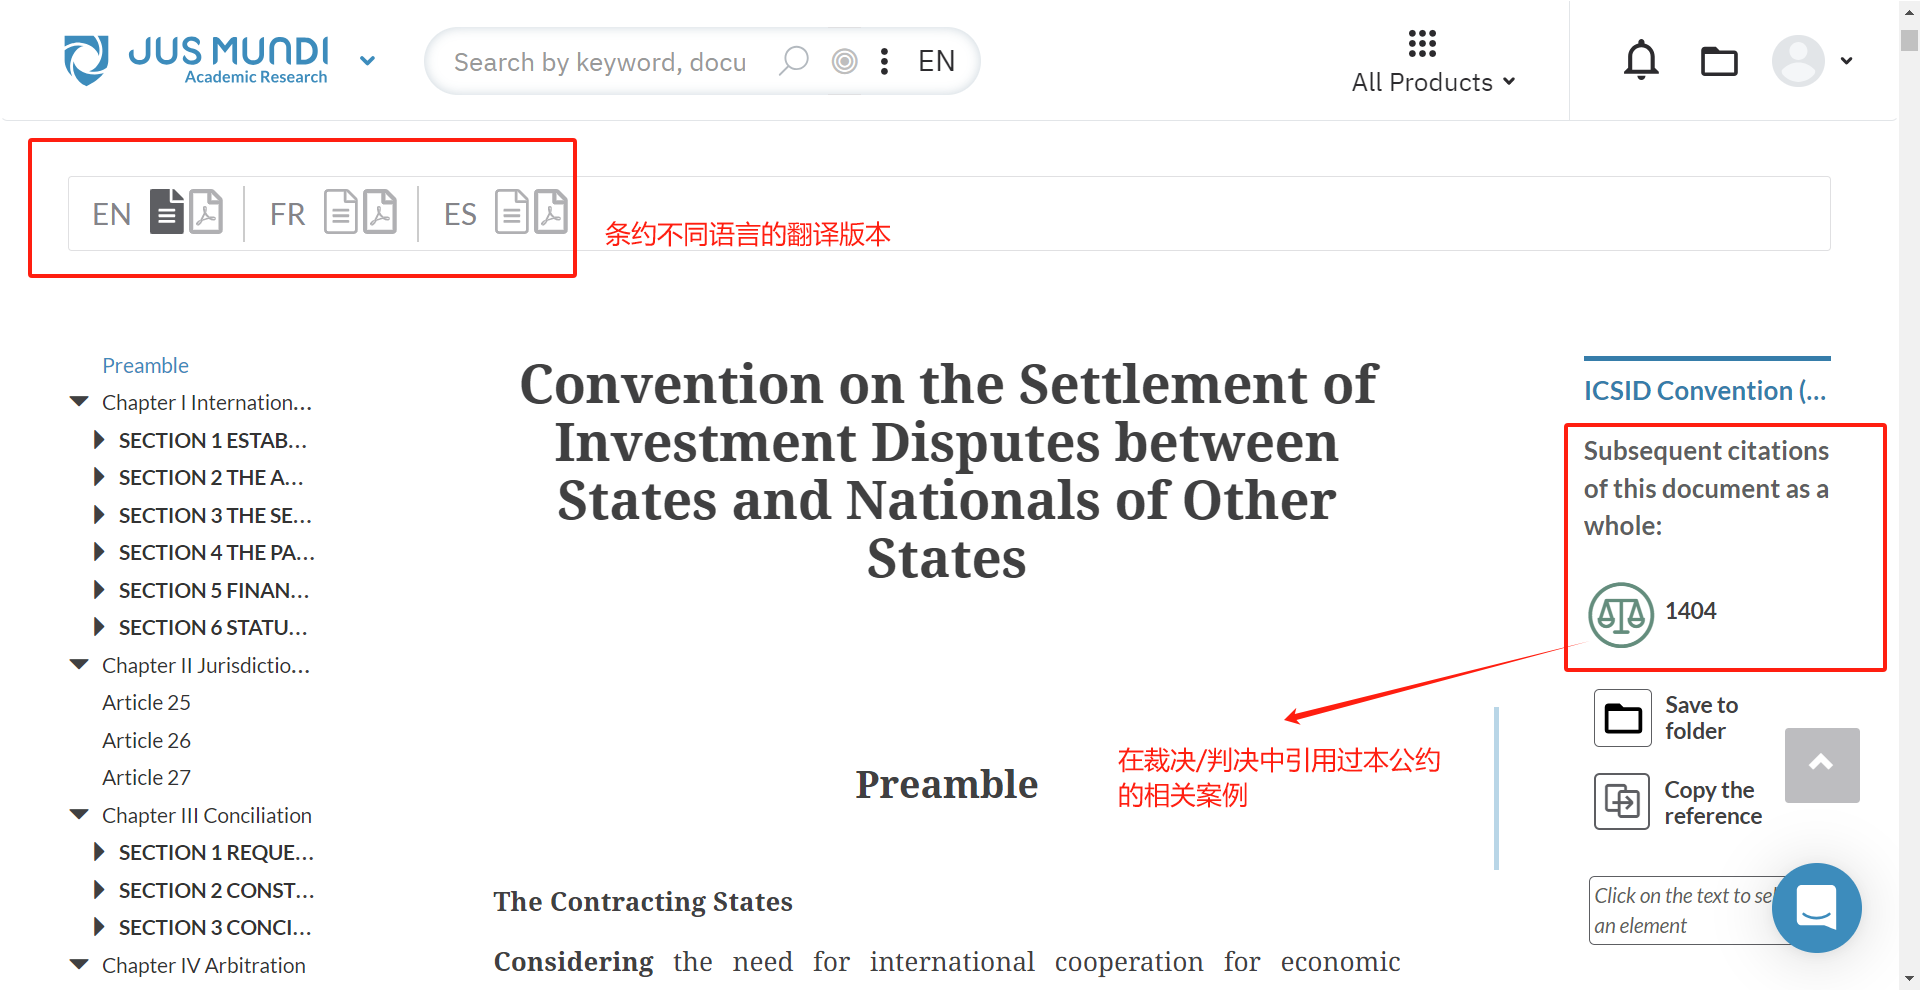 JUS MUNDI
Academic Research
Search by keyword, docu
EN
All Products
EN
FR
ES
条约不同语言的翻译版本
Preamble
Chapter I Internation...
SECTION 1 ESTAB...
SECTION 2 THE A...
SECTION 3 THE SE...
SECTION 4 THE PA...
SECTION 5 FINAN...
SECTION 6 STATU...
Chapter II Jurisdictio...
Article 25
Article 26
Article 27
Chapter III Conciliation
SECTION 1 REQUE...
SECTION 2 CONST...
SECTION 3 CONCI...
Chapter IV Arbitration
Convention on the Settlement of
Investment Disputes between
States and Nationals of Other
States
Preamble
在裁决/判决中引用过本公约
的相关案例
The Contracting States
Considering the need for international cooperation for economic
ICSID Convention (...
Subsequent citations
of this document as a
whole:
1404
Save to
folder
Copy the
reference
Click on the text to sel
an element